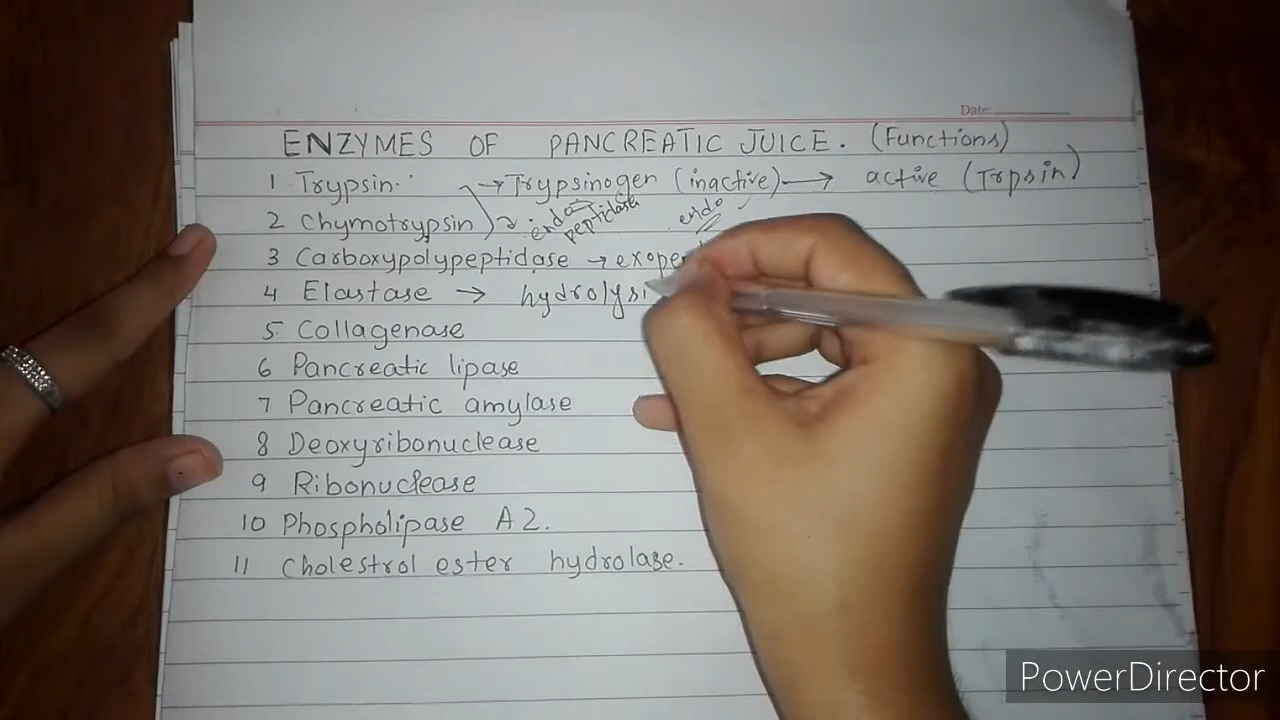 Date:
ENZYMES OF PANCREATIC JUICE. (Functions)
1 Trypsin. → Trypsinogen (inactive) → active (Trpsin)
2 Chymotrypsin endo peptidase endo
3 Carboxypolypeptidase → exope
4 Elastase → hydrolysi
5 Collagenase
6 Pancreatic lipase
7 Pancreatic amylase
8 Deoxyribonuclease
9 Ribonuclease
10 Phospholipase A2.
11 Cholestrol ester hydrolase.
PowerDirector